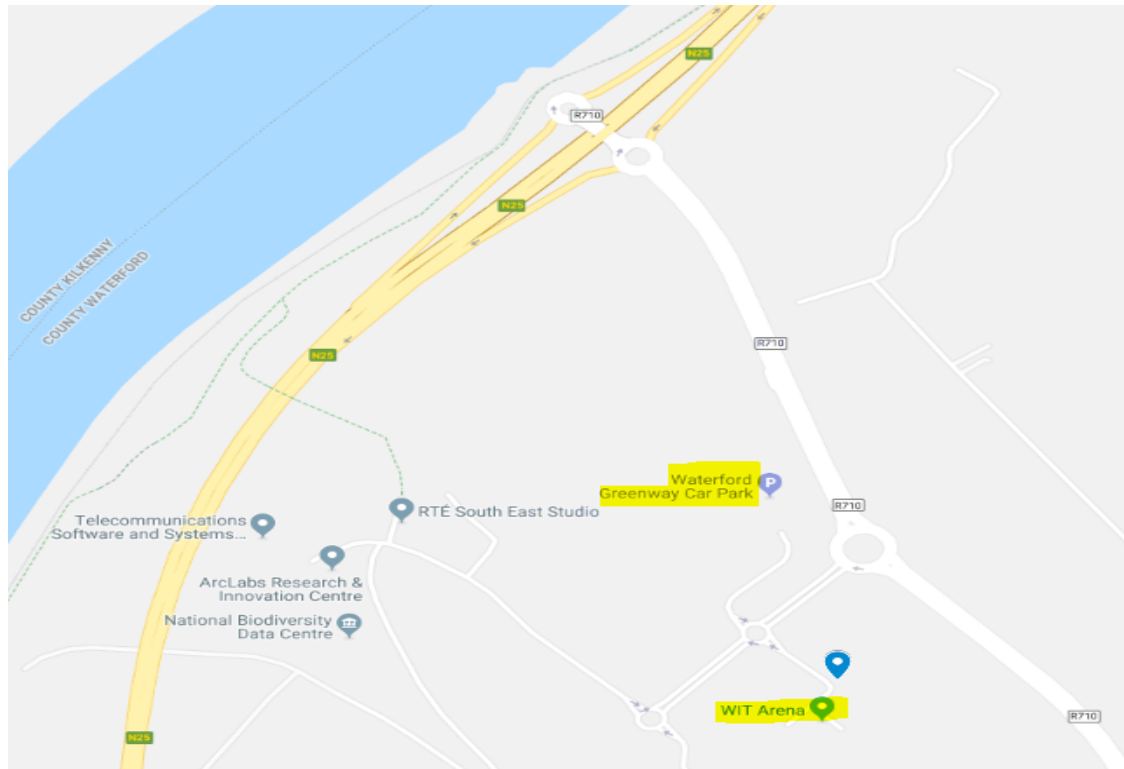 N25
R710
N25
COUNTY KILKENNY
COUNTY WATERFORD
R710
N25
Waterford
Greenway Car Park
P
R710
RTÉ South East Studio
Telecommunications
Software and Systems...
ArcLabs Research &
Innovation Centre
National Biodiversity
Data Centre
WIT Arena
R710
N25